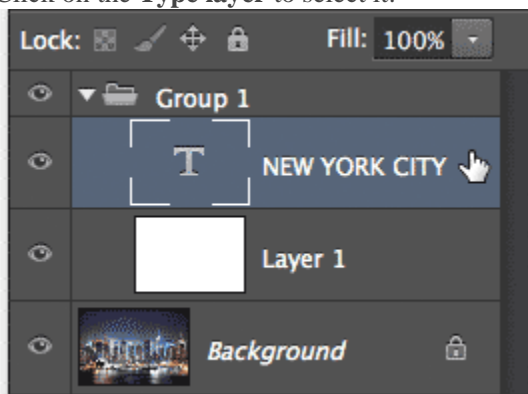 Click on the Type layer to select it.
Lock: Fill: 100%
Group 1
T NEW YORK CITY
Layer 1
Background